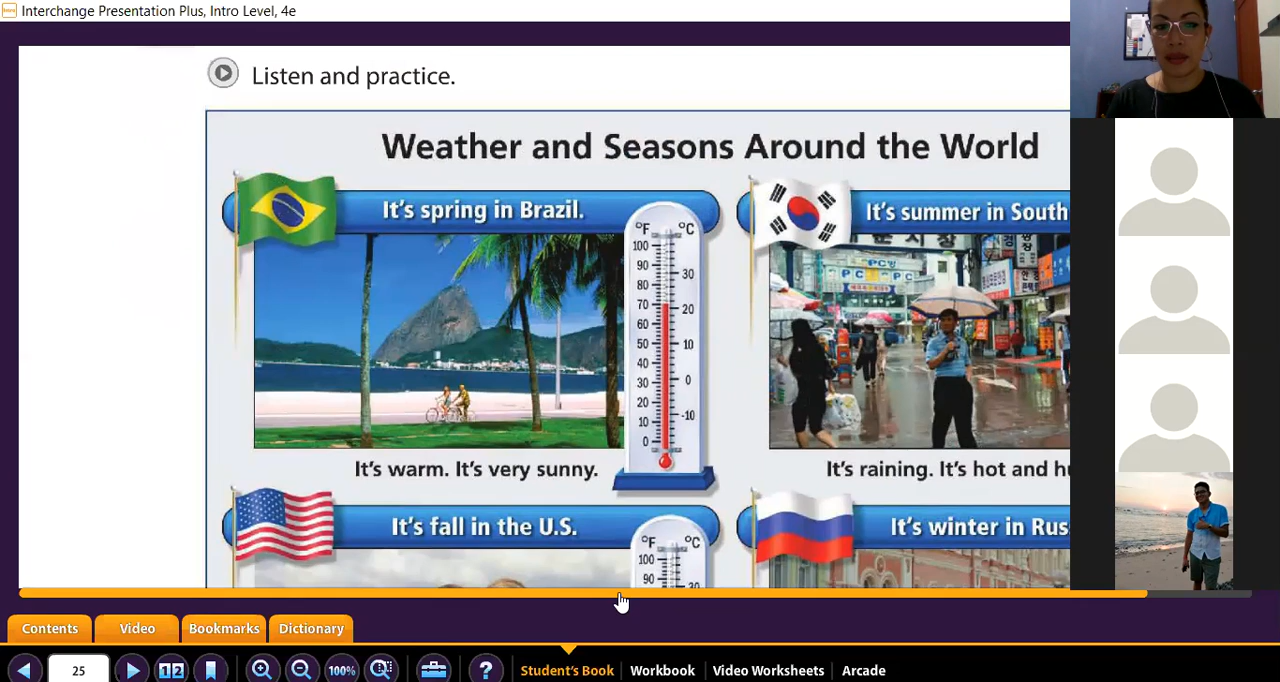 Interchange Presentation Plus, Intro Level, 4e
Listen and practice.
Weather and Seasons Around the World
It's spring in Brazil.
°F °C
100
90
80
70
60
50
40
30
20
10
0
30
20
10
0
-10
It's warm. It's very sunny.
It's summer in South
PC
PC
It's raining. It's hot and hu
It's fall in the U.S.
°F °C
100
90
30
It's winter in Rus
Contents Video Bookmarks Dictionary
25 12 100% Student's Book Workbook Video Worksheets Arcade